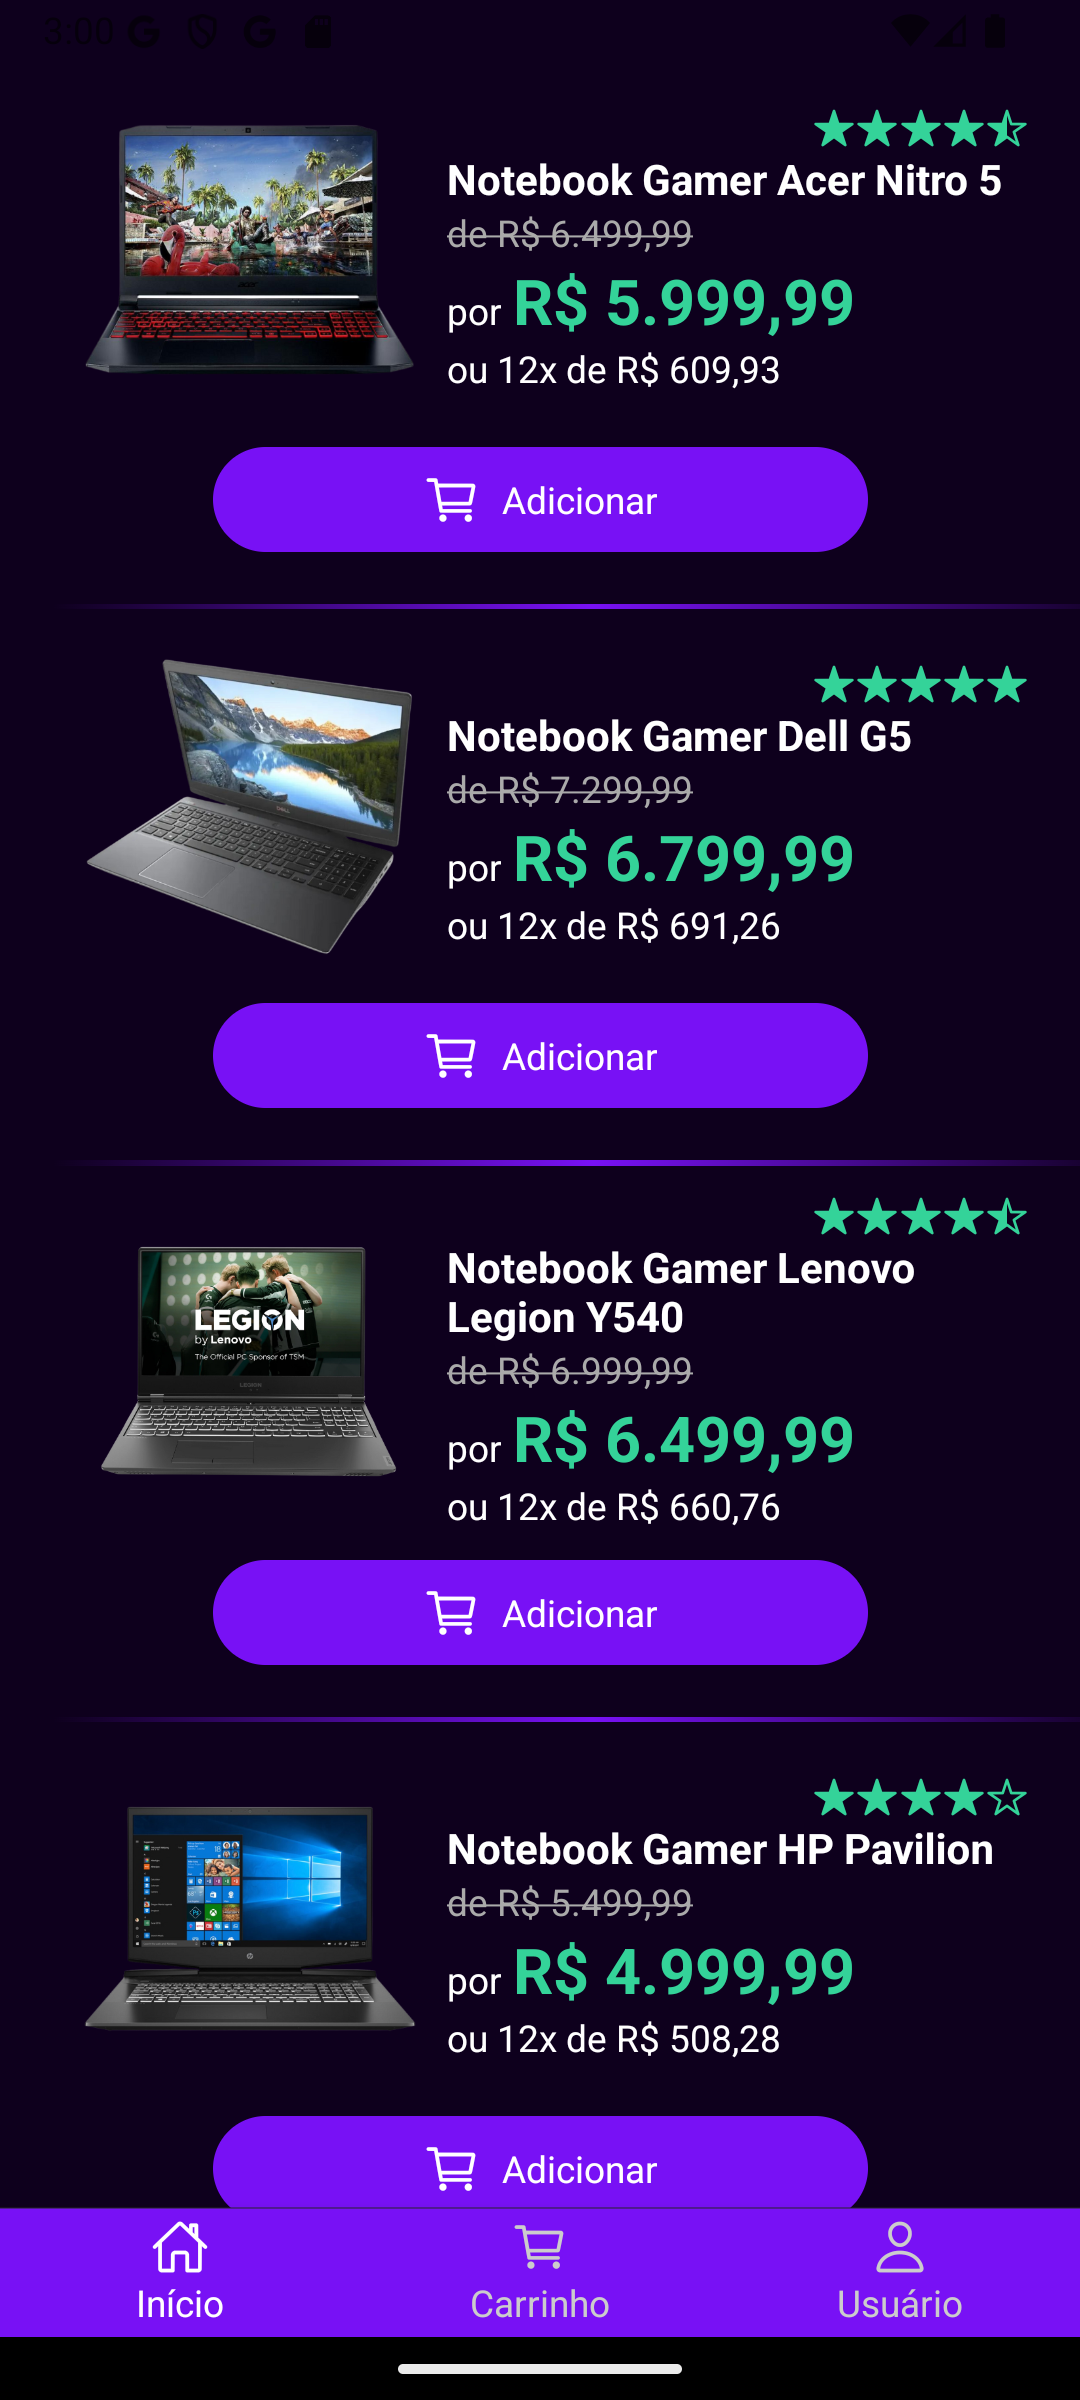 3:00
Notebook Gamer Acer Nitro 5
de R$ 6.499,99
por R$ 5.999,99
ou 12x de R$ 609,93
Adicionar
Notebook Gamer Dell G5
de R$ 7.299,99
por R$ 6.799,99
ou 12x de R$ 691,26
Adicionar
Notebook Gamer Lenovo
Legion Y540
de R$ 6.999,99
por R$ 6.499,99
ou 12x de R$ 660,76
LEGION
by Lenovo
The Official PC Sponsor of TSM
Adicionar
Notebook Gamer HP Pavilion
de R$ 5.499,99
por R$ 4.999,99
ou 12x de R$ 508,28
Adicionar
Início
Carrinho
Usuário